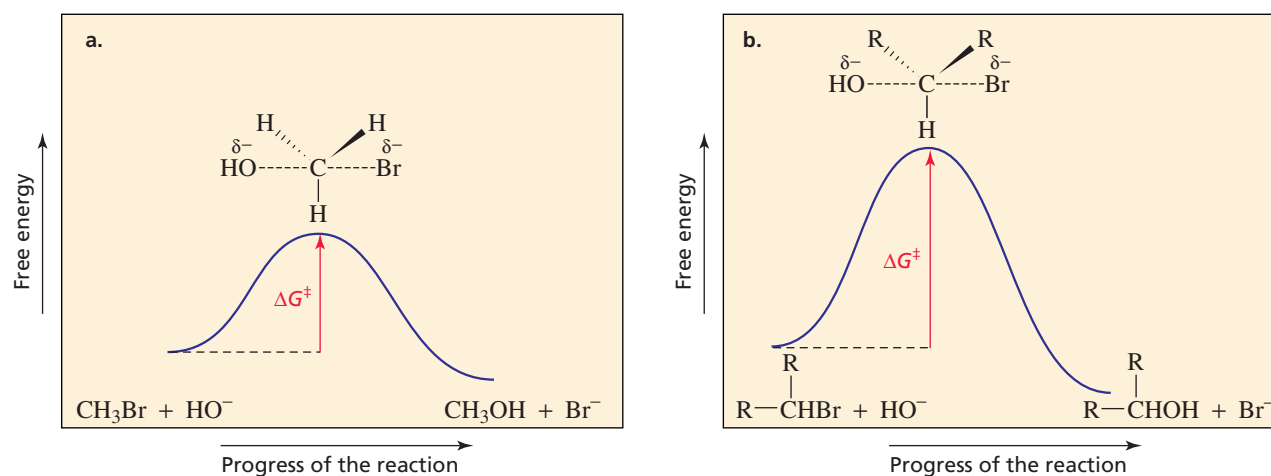 a.
H H
δ− δ−
HO------C------Br
H
ΔG‡
Free energy
CH₃Br + HO⁻ CH₃OH + Br⁻
Progress of the reaction
b.
R R
δ− δ−
HO------C------Br
H
ΔG‡
Free energy
R R
R—CHBr + HO⁻ R—CHOH + Br⁻
Progress of the reaction